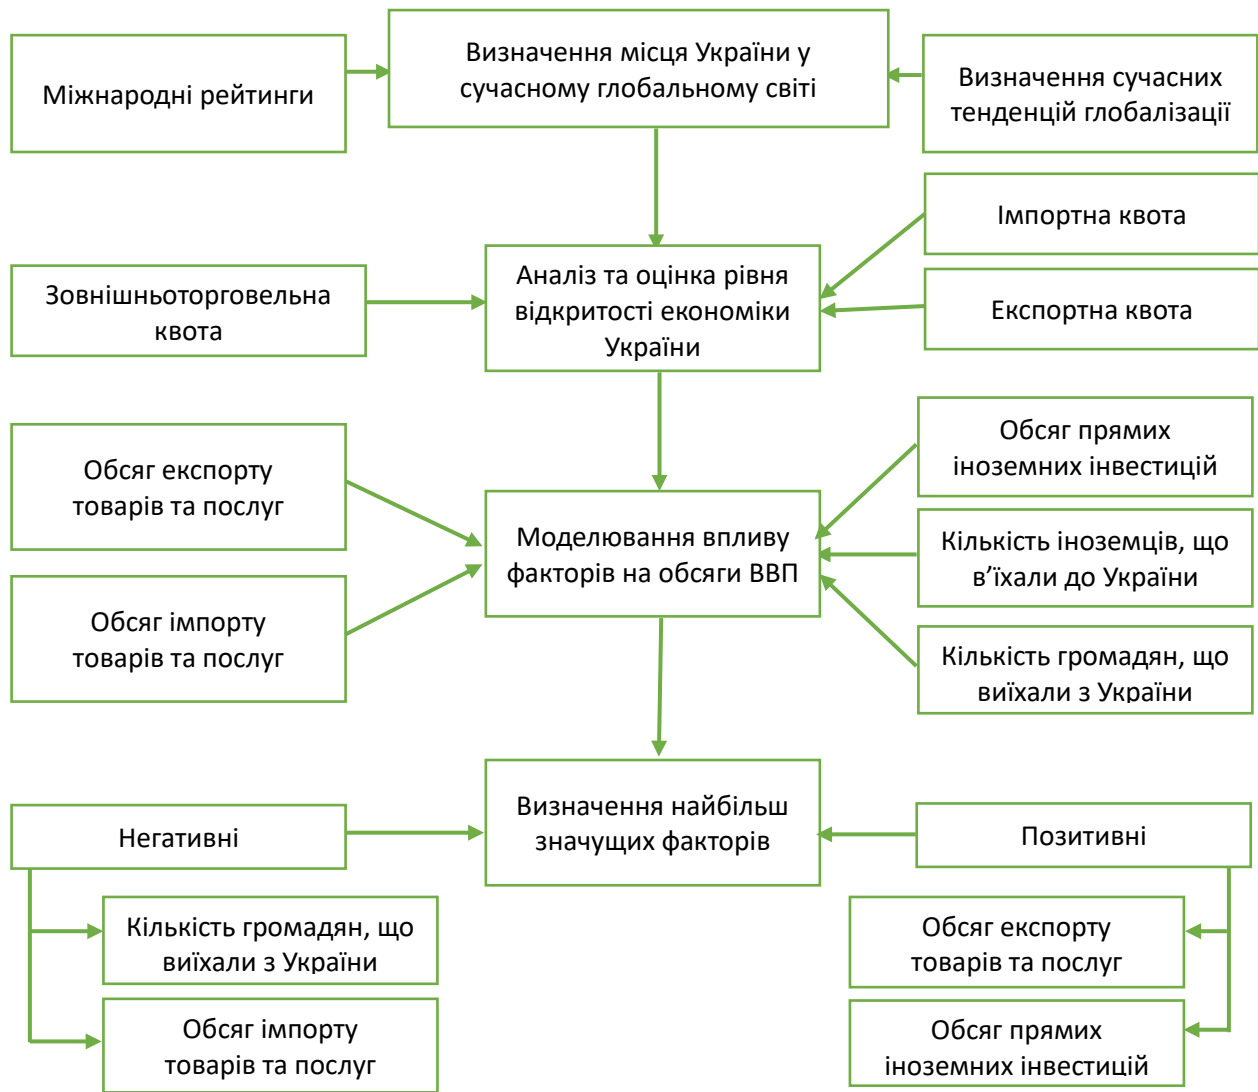 Міжнародні рейтинги
Визначення місця України у
сучасному глобальному світі
Визначення сучасних
тенденцій глобалізації
Імпортна квота
Зовнішньоторговельна
квота
Аналіз та оцінка рівня
відкритості економіки
України
Експортна квота
Обсяг експорту
товарів та послуг
Обсяг прямих
іноземних інвестицій
Моделювання впливу
факторів на обсяги ВВП
Кількість іноземців, що
в’їхали до України
Обсяг імпорту
товарів та послуг
Кількість громадян, що
виїхали з України
Негативні
Визначення найбільш
значущих факторів
Позитивні
Кількість громадян, що
виїхали з України
Обсяг імпорту
товарів та послуг
Обсяг експорту
товарів та послуг
Обсяг прямих
іноземних інвестицій